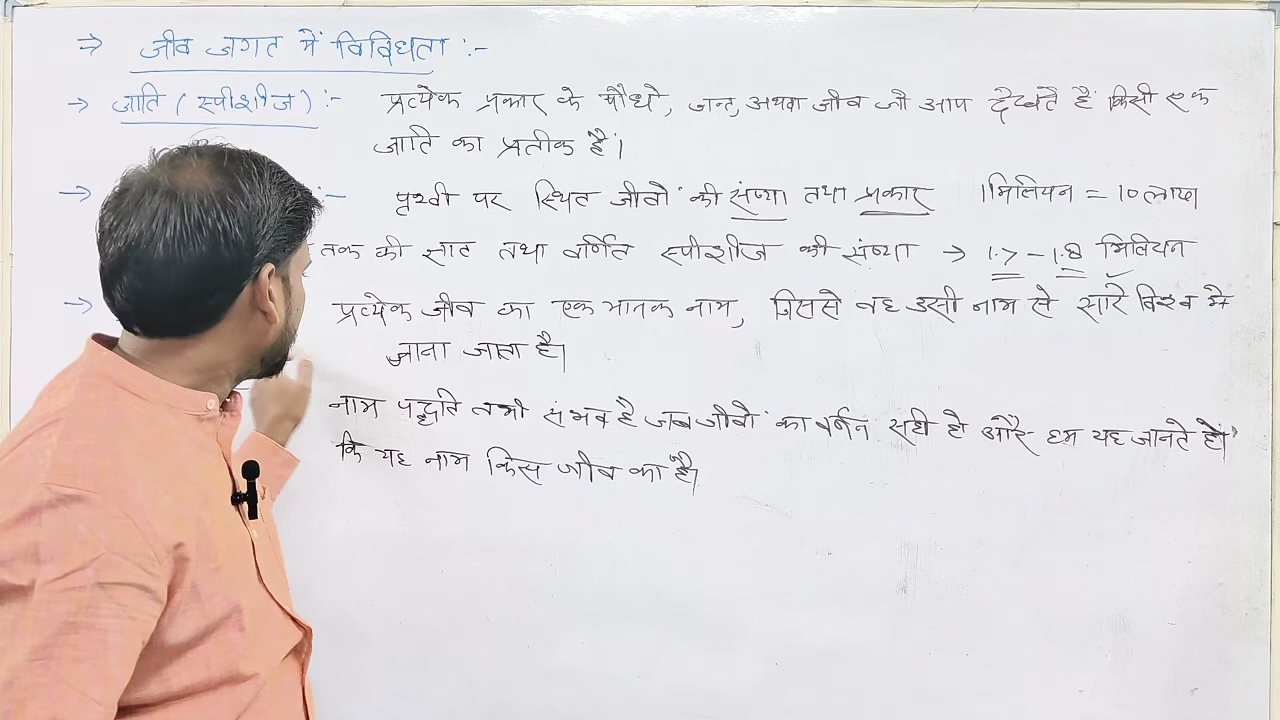 ⇒ जीव जगत में विविधता :-
→ जाति (स्पीशीज) :- प्रत्येक प्रकार के पौधो, जन्तु, अथवा जीव जो आप देखते हैं किसी एक
जाति का प्रतीक है।
→ :- पृथ्वी पर स्थित जीवों की संख्या तथा प्रकार 1मिलियन = 10 लाख
तक की ज्ञात तथा वर्णित स्पीशीज की संख्या → 1.7 - 1.8 मिलियन
→ प्रत्येक जीव का एक मानक नाम, जिससे वह उसी नाम से सारे विश्व में
जाना जाता है।
नाम पद्धति तभी संभव है जब जीवों का वर्णन सही हो और हम यह जानते हो
कि यह नाम किस जीव का है।